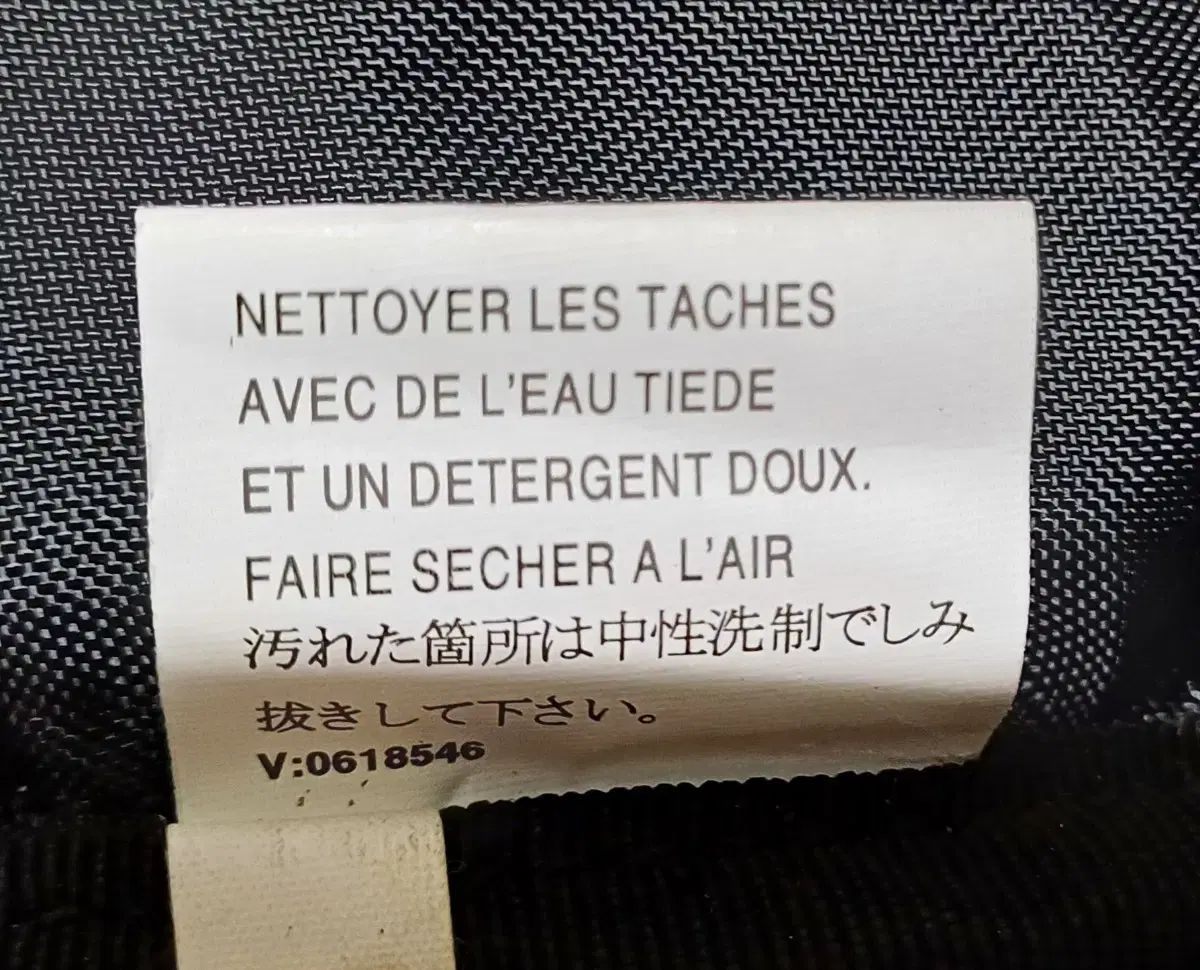 NETTOYER LES TACHES
AVEC DE L'EAU TIEDE
ET UN DETERGENT DOUX.
FAIRE SECHER A L'AIR
汚れた箇所は中性洗制でしみ
抜きして下さい。
V:0618546